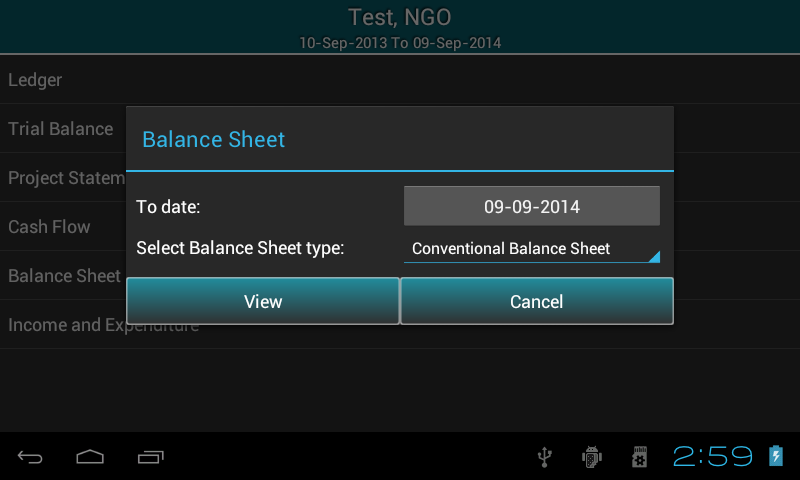 Test, NGO
10-Sep-2013 To 09-Sep-2014
Ledger
Trial Balance
Project Statem
Cash Flow
Balance Sheet
Income and Expenditure
Balance Sheet
To date:
09-09-2014
Select Balance Sheet type:
Conventional Balance Sheet
View
Cancel
2:59